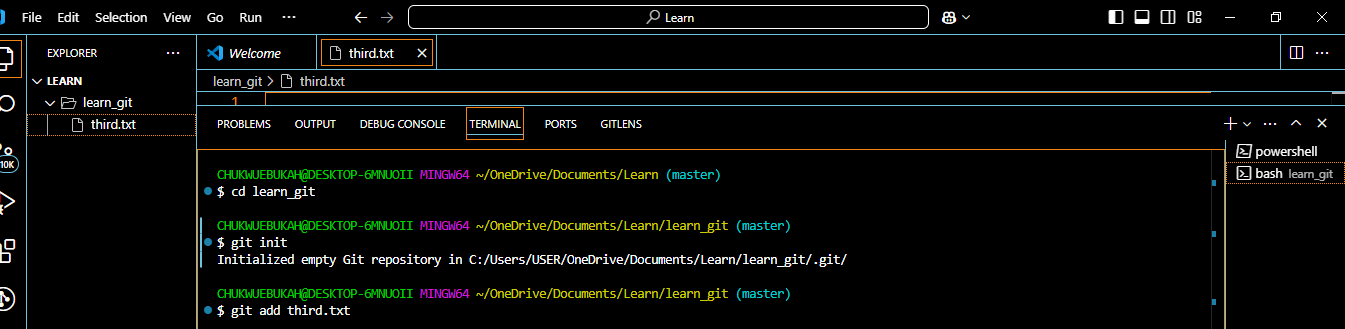 File Edit Selection View Go Run ··· Learn
EXPLORER ···
Welcome third.txt
LEARN
learn_git > third.txt
learn_git
1
third.txt
PROBLEMS OUTPUT DEBUG CONSOLE TERMINAL PORTS GITLENS
10K
powershell
bash learn_git
CHUKWUEBUKAH@DESKTOP-6MNUOII MINGW64 ~/OneDrive/Documents/Learn (master)
$ cd learn_git
CHUKWUEBUKAH@DESKTOP-6MNUOII MINGW64 ~/OneDrive/Documents/Learn/learn_git (master)
$ git init
Initialized empty Git repository in C:/Users/USER/OneDrive/Documents/Learn/learn_git/.git/
CHUKWUEBUKAH@DESKTOP-6MNUOII MINGW64 ~/OneDrive/Documents/Learn/learn_git (master)
$ git add third.txt